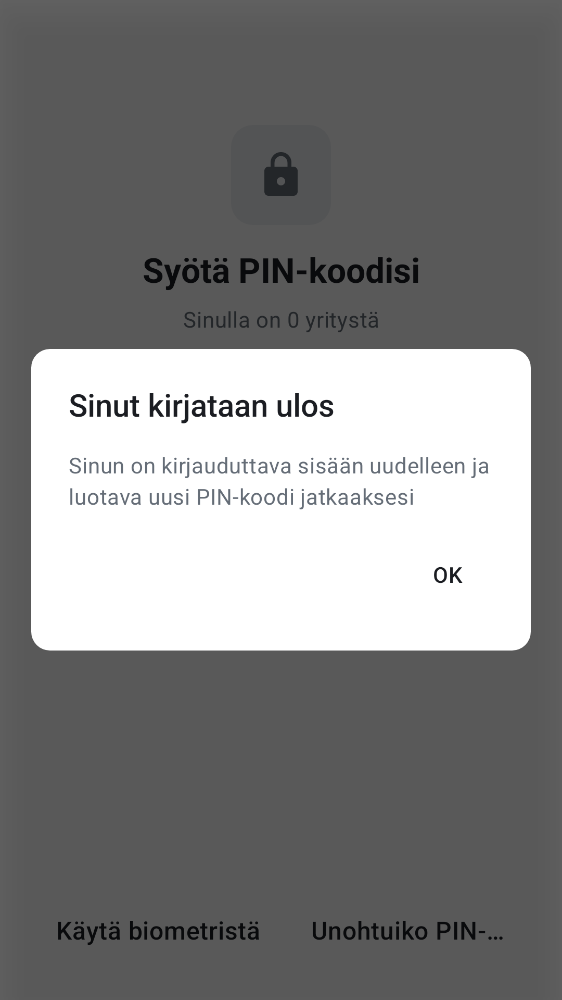 Syötä PIN-koodisi
Sinulla on 0 yritystä
Sinut kirjataan ulos
Sinun on kirjauduttava sisään uudelleen ja
luotava uusi PIN-koodi jatkaaksesi
OK
Käytä biometristä
Unohtuiko PIN-…